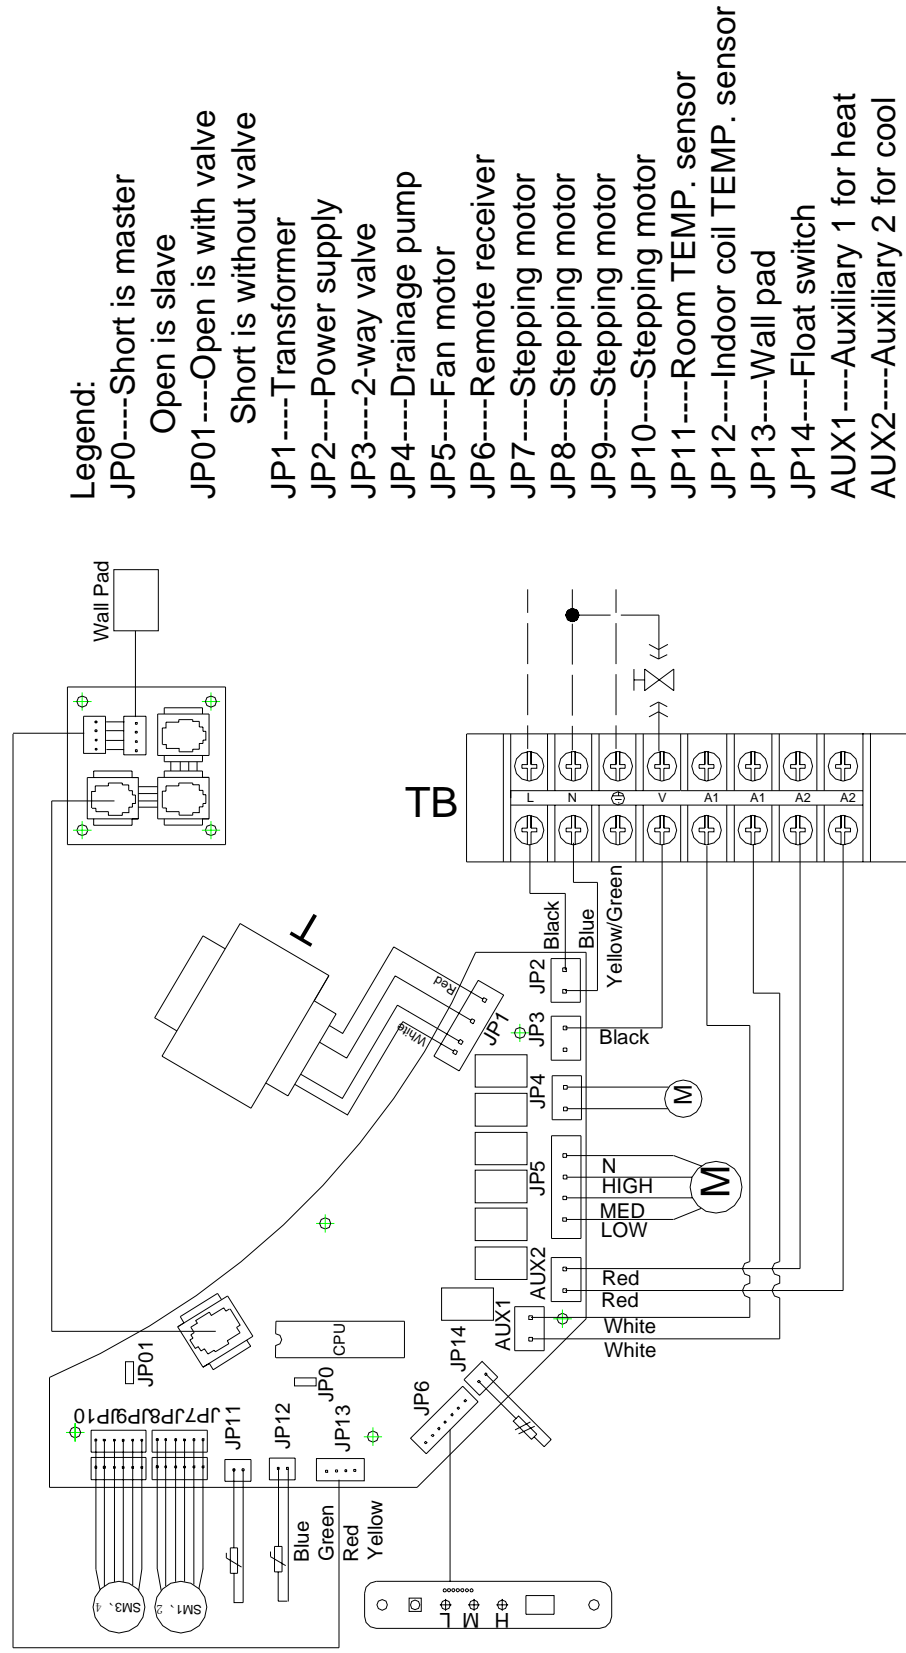 Legend:
JP0----Short is master
Open is slave
JP01----Open is with valve
Short is without valve
JP1----Transformer
JP2----Power supply
JP3----2-way valve
JP4----Drainage pump
JP5----Fan motor
JP6----Remote receiver
JP7----Stepping motor
JP8----Stepping motor
JP9----Stepping motor
JP10----Stepping motor
JP11----Room TEMP. sensor
JP12----Indoor coil TEMP. sensor
JP13----Wall pad
JP14----Float switch
AUX1----Auxiliary 1 for heat
AUX2----Auxiliary 2 for cool
Wall Pad
TB
L
N
V
A1
A1
A2
A2
T
Red
White
JP1
Black
Blue
Yellow/Green
JP2
JP3
Black
JP4
M
JP5
N
HIGH
MED
LOW
M
AUX2
Red
Red
AUX1
White
White
JP14
CPU
JP01
JP0
JP6
JP10
JP9
JP8
JP7
JP11
JP12
JP13
Blue
Green
Red
Yellow
SM3、4
SM1、2
L
M
H